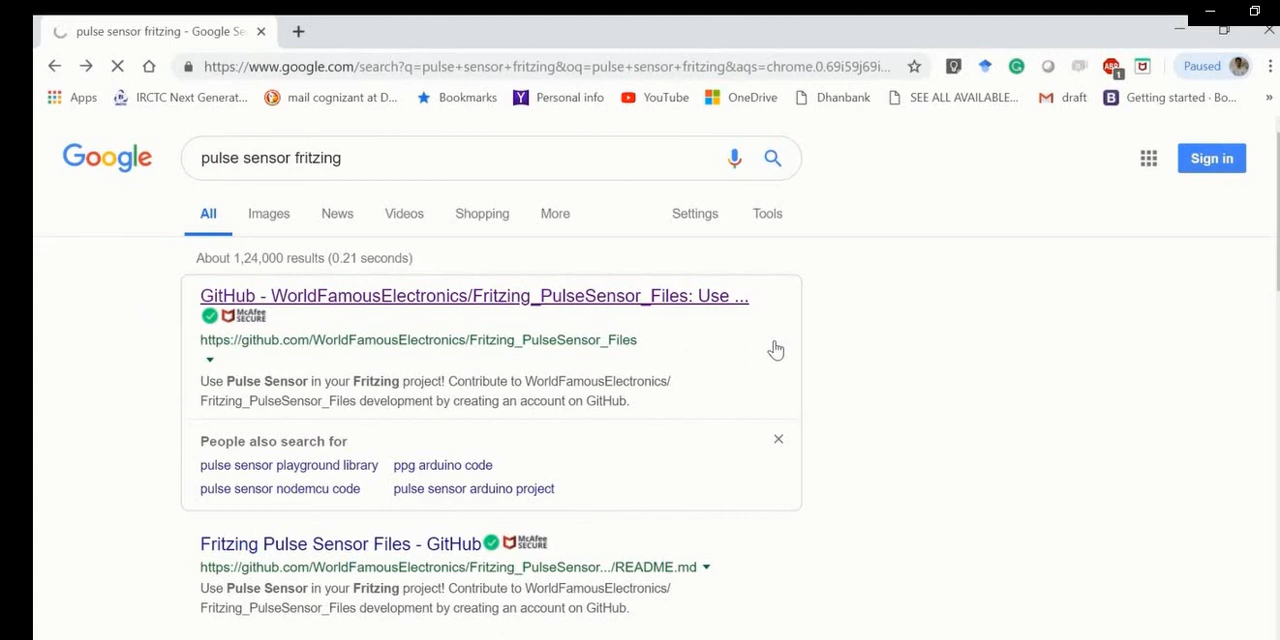 pulse sensor fritzing - Google Se
https://www.google.com/search?q=pulse+sensor+fritzing&oq=pulse+sensor+fritzing&aqs=chrome.0.69i59j69i...
ABP
1
Paused
Apps
IRCTC Next Generat...
mail cognizant at D...
Bookmarks
Personal info
YouTube
OneDrive
Dhanbank
SEE ALL AVAILABLE...
draft
B
Getting started · Bo...
»
Google
pulse sensor fritzing
Sign in
All
Images
News
Videos
Shopping
More
Settings
Tools
About 1,24,000 results (0.21 seconds)
GitHub - WorldFamousElectronics/Fritzing_PulseSensor_Files: Use ...
McAfee
SECURE
https://github.com/WorldFamousElectronics/Fritzing_PulseSensor_Files
Use Pulse Sensor in your Fritzing project! Contribute to WorldFamousElectronics/
Fritzing_PulseSensor_Files development by creating an account on GitHub.
People also search for
pulse sensor playground library
ppg arduino code
pulse sensor nodemcu code
pulse sensor arduino project
Fritzing Pulse Sensor Files - GitHub
McAfee
SECURE
https://github.com/WorldFamousElectronics/Fritzing_PulseSensor.../README.md
Use Pulse Sensor in your Fritzing project! Contribute to WorldFamousElectronics/
Fritzing_PulseSensor_Files development by creating an account on GitHub.